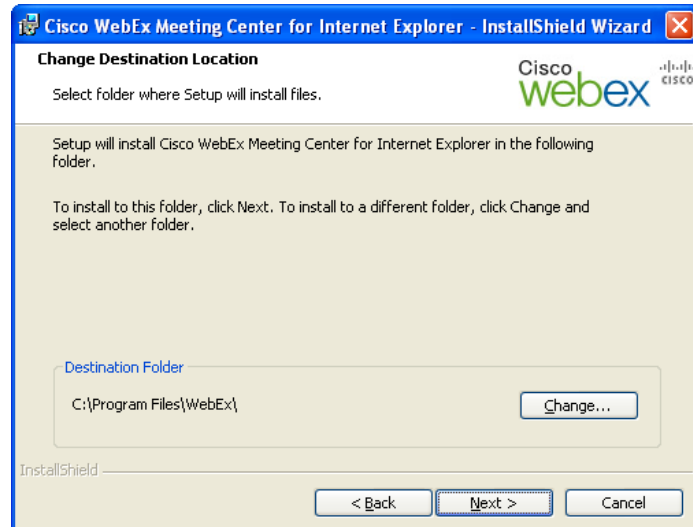 Cisco WebEx Meeting Center for Internet Explorer - InstallShield Wizard
Change Destination Location
Select folder where Setup will install files.
Cisco
webex
cisco
Setup will install Cisco WebEx Meeting Center for Internet Explorer in the following
folder.
To install to this folder, click Next. To install to a different folder, click Change and
select another folder.
Destination Folder
C:\Program Files\WebEx\
Change...
InstallShield
< Back
Next >
Cancel